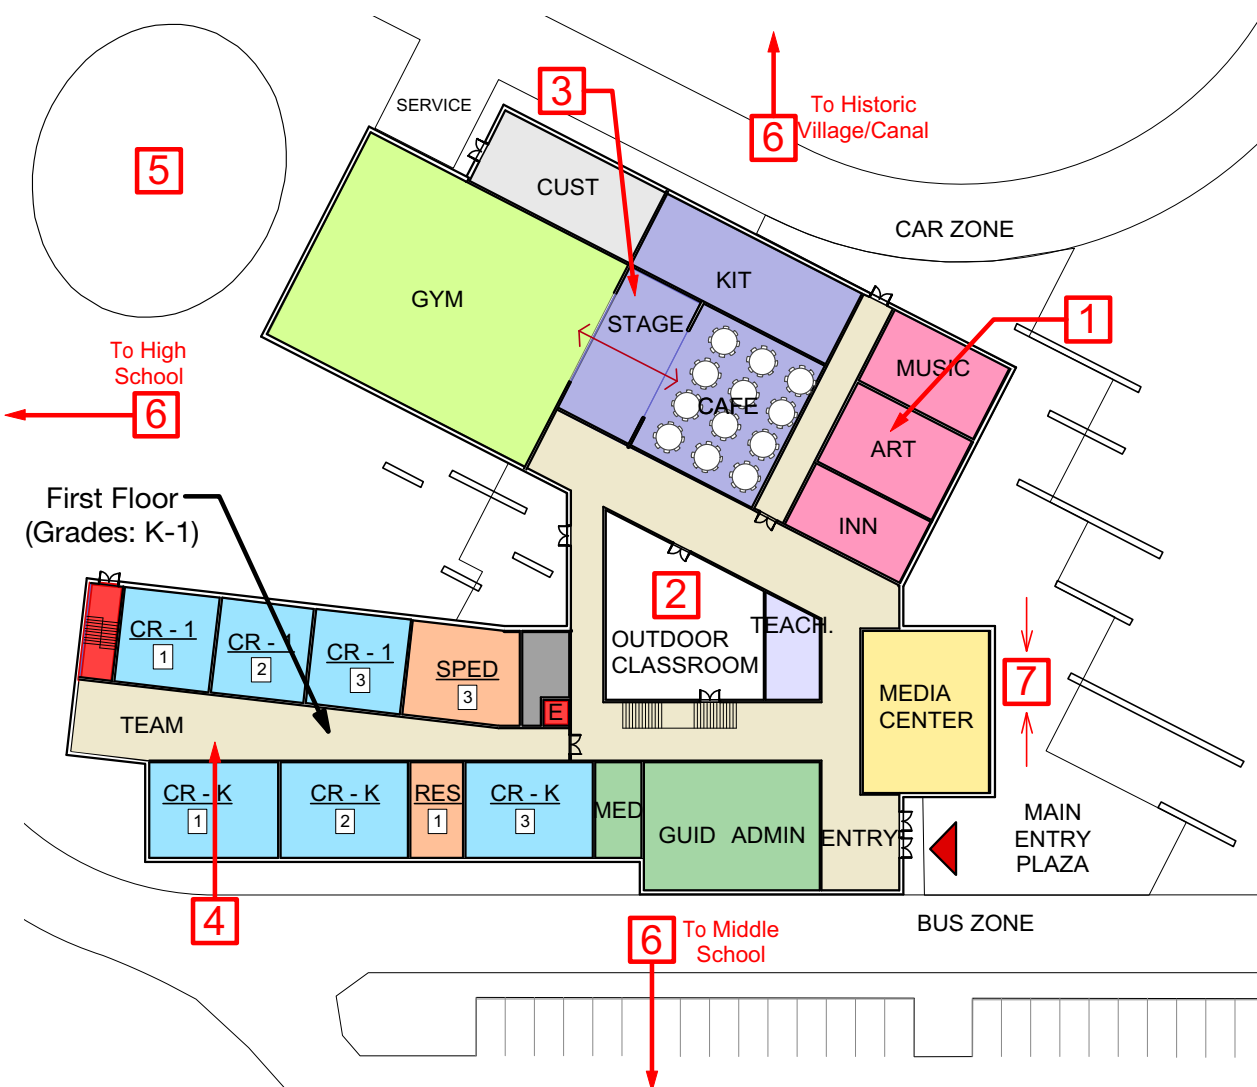 3
To Historic
Village/Canal
6
SERVICE
5
CUST
CAR ZONE
KIT
GYM
STAGE
1
To High
School
6
MUSIC
CAFE
ART
First Floor
(Grades: K-1)
INN
2
OUTDOOR
CLASSROOM
TEACH.
CR - 1
1
CR - 1
2
CR - 1
3
SPED
3
E
7
MEDIA
CENTER
TEAM
CR - K
1
CR - K
2
RES
1
CR - K
3
MED
GUID
ADMIN
ENTRY
MAIN
ENTRY
PLAZA
4
6
To Middle
School
BUS ZONE